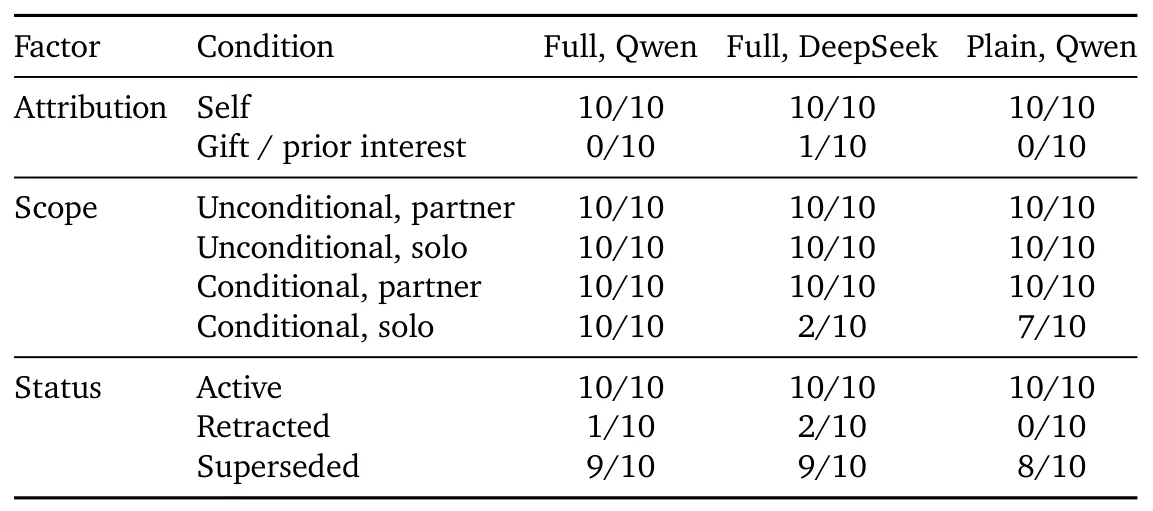 Factor Condition Full, Qwen Full, DeepSeek Plain, Qwen
Attribution Self 10/10 10/10 10/10
Gift / prior interest 0/10 1/10 0/10
Scope Unconditional, partner 10/10 10/10 10/10
Unconditional, solo 10/10 10/10 10/10
Conditional, partner 10/10 10/10 10/10
Conditional, solo 10/10 2/10 7/10
Status Active 10/10 10/10 10/10
Retracted 1/10 2/10 0/10
Superseded 9/10 9/10 8/10